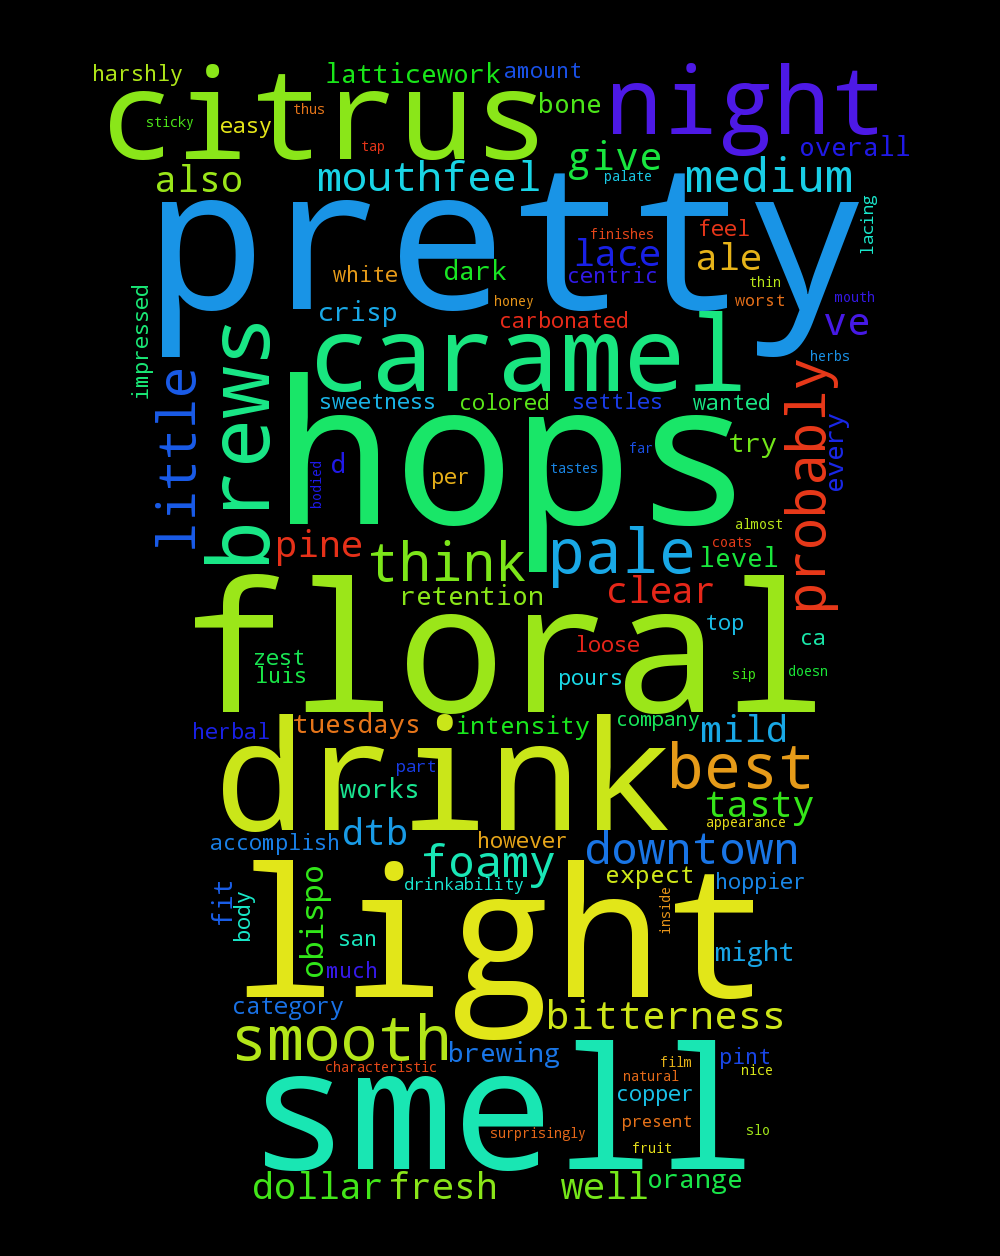 harshly
citrus
latticework
amount
night
sticky
easy
thus
tap
bone
overall
also
mouthfeel
give
palate
medium
pretty
lacing
finishes
feel
lace
ale
white
dark
centric
thin
impressed
crisp
honey
carbonated
worst
mouth
ve
brews
caramel
herbs
little
sweetness
colored
settles
wanted
probably
hops
every
try
d
bodied
per
tastes
far
almost
pine
think
pale
coats
level
retention
clear
floral
top
ca
zest
luis
loose
pours
sip
doesn
herbal
tuesdays
intensity
company
mild
drink
part
works
best
tasty
appearance
accomplish
dtb
however
downtown
foamy
drinkability
expect
hoppier
fit
body
obispo
light
inside
san
much
might
category
smooth
bitterness
brewing
characteristic
film
pint
natural
nice
smell
copper
present
surprisingly
slo
fruit
dollar
fresh
well
orange